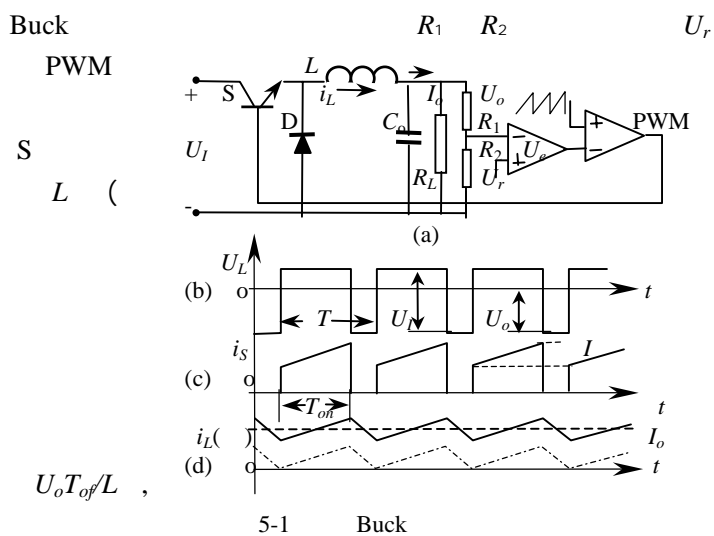 Buck R1 R2 Ur
PWM
+ S L iL Io Uo
D Co R1 PWM
S UI R2 Ue + −
L ( RL Ur
-
(a)
UL
(b) o t
T UI Uo
iS I
(c) o
Ton t
iL( ) Io
(d) o t
UoTof/L ,
5-1 Buck